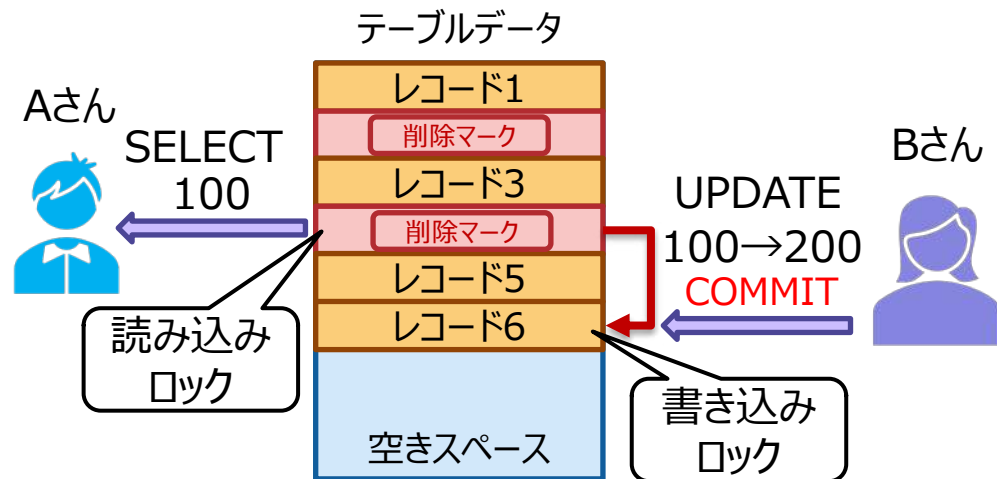 テーブルデータ
Aさん
SELECT
100
レコード1
削除マーク
レコード3
削除マーク
レコード5
レコード6
空きスペース
読み込み
ロック
Bさん
UPDATE
100→200
COMMIT
書き込み
ロック